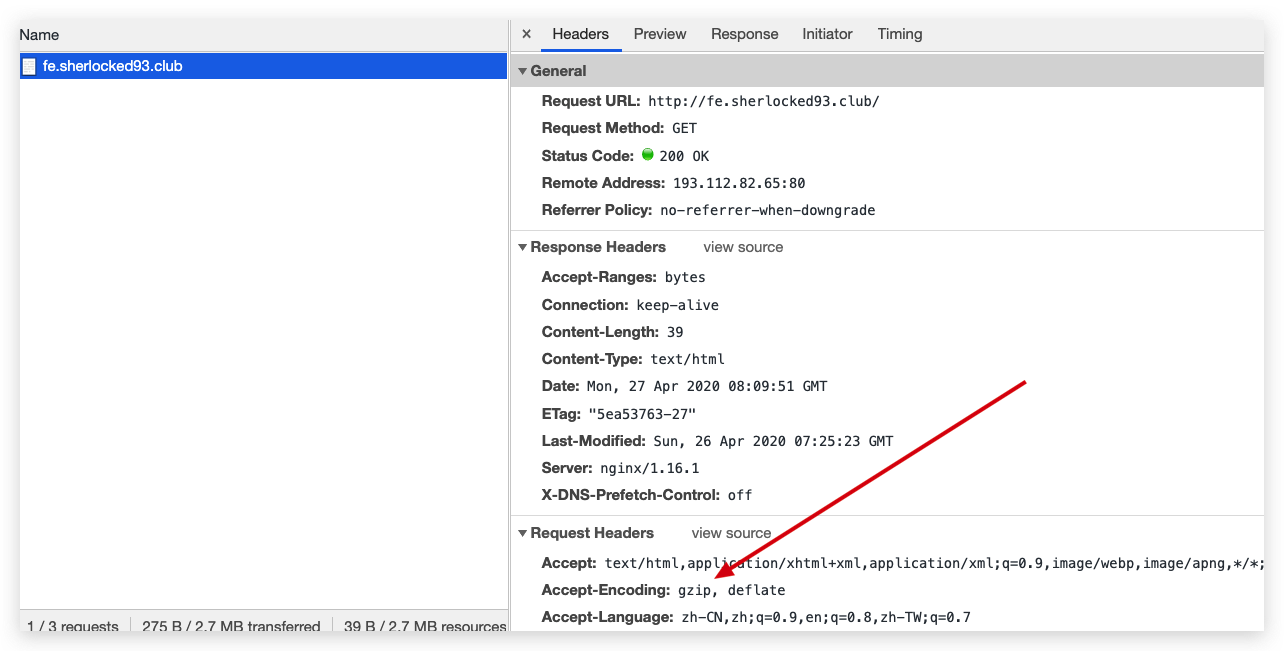 Name
fe.sherlocked93.club
1 / 3 requests 275 B / 2.7 MB transferred 39 B / 2.7 MB resources
× Headers Preview Response Initiator Timing
General
Request URL: http://fe.sherlocked93.club/
Request Method: GET
Status Code: 200 OK
Remote Address: 193.112.82.65:80
Referrer Policy: no-referrer-when-downgrade
Response Headers view source
Accept-Ranges: bytes
Connection: keep-alive
Content-Length: 39
Content-Type: text/html
Date: Mon, 27 Apr 2020 08:09:51 GMT
ETag: "5ea53763-27"
Last-Modified: Sun, 26 Apr 2020 07:25:23 GMT
Server: nginx/1.16.1
X-DNS-Prefetch-Control: off
Request Headers view source
Accept: text/html,application/xhtml+xml,application/xml;q=0.9,image/webp,image/apng,*/*;
Accept-Encoding: gzip, deflate
Accept-Language: zh-CN,zh;q=0.9,en;q=0.8,zh-TW;q=0.7